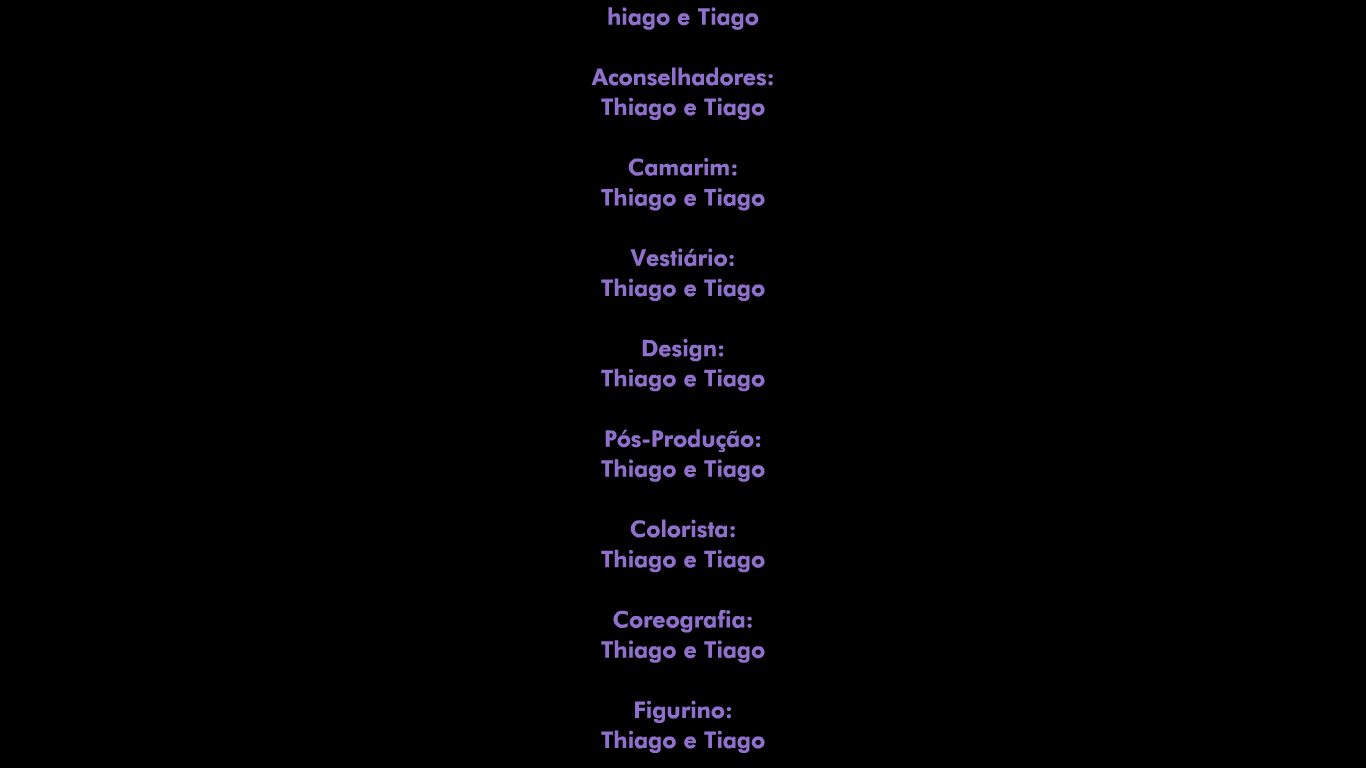 hiago e Tiago
Aconselhadores:
Thiago e Tiago
Camarim:
Thiago e Tiago
Vestiário:
Thiago e Tiago
Design:
Thiago e Tiago
Pós-Produção:
Thiago e Tiago
Colorista:
Thiago e Tiago
Coreografia:
Thiago e Tiago
Figurino:
Thiago e Tiago